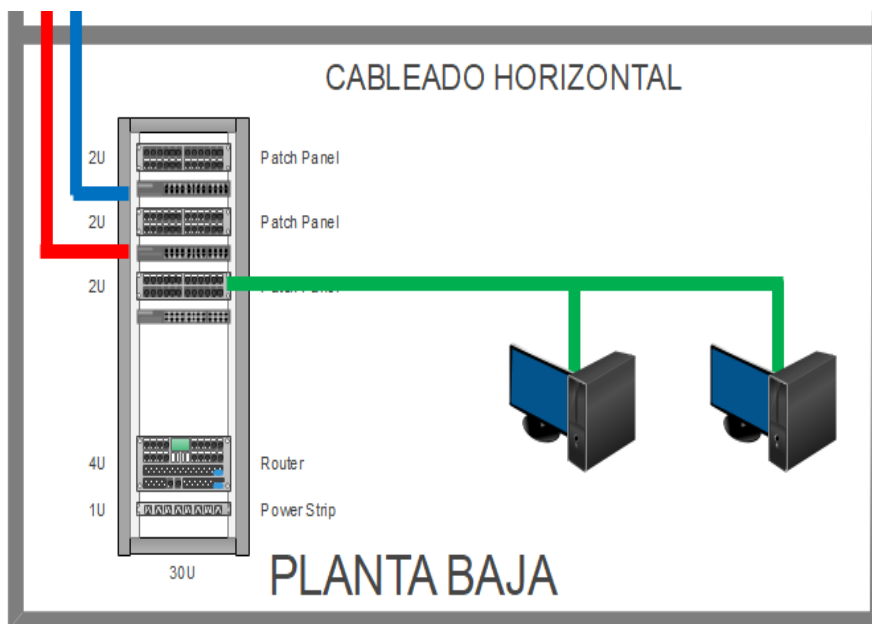 CABLEADO HORIZONTAL
2U Patch Panel
2U Patch Panel
2U
4U Router
1U Power Strip
30U
PLANTA BAJA